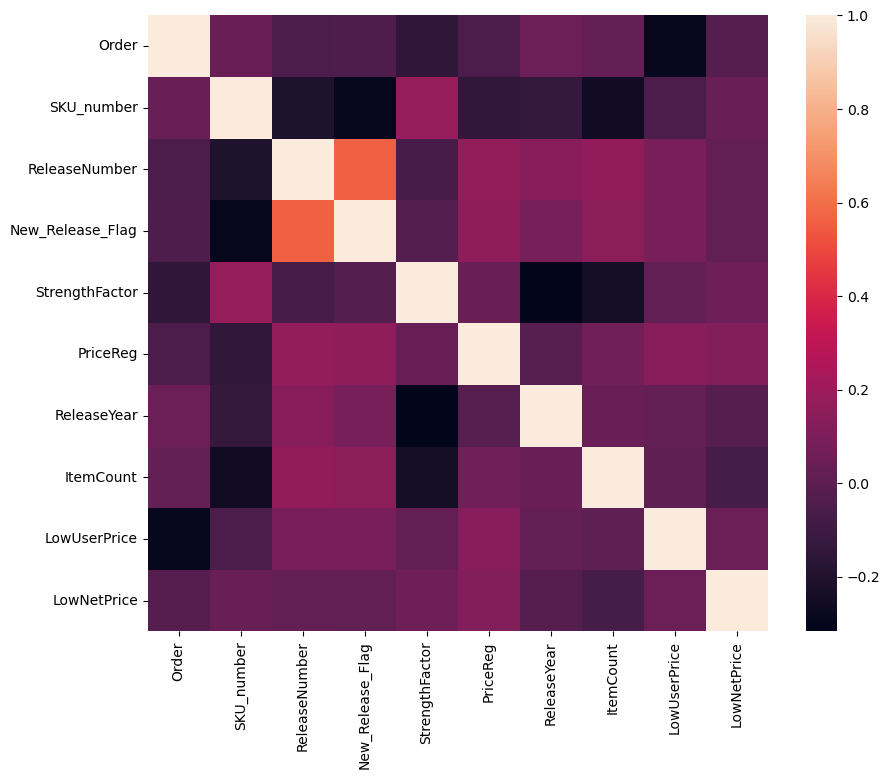 Order
SKU_number
ReleaseNumber
New_Release_Flag
StrengthFactor
PriceReg
ReleaseYear
ItemCount
LowUserPrice
LowNetPrice
Order
SKU_number
ReleaseNumber
New_Release_Flag
StrengthFactor
PriceReg
ReleaseYear
ItemCount
LowUserPrice
LowNetPrice
1.0
0.8
0.6
0.4
0.2
0.0
−0.2